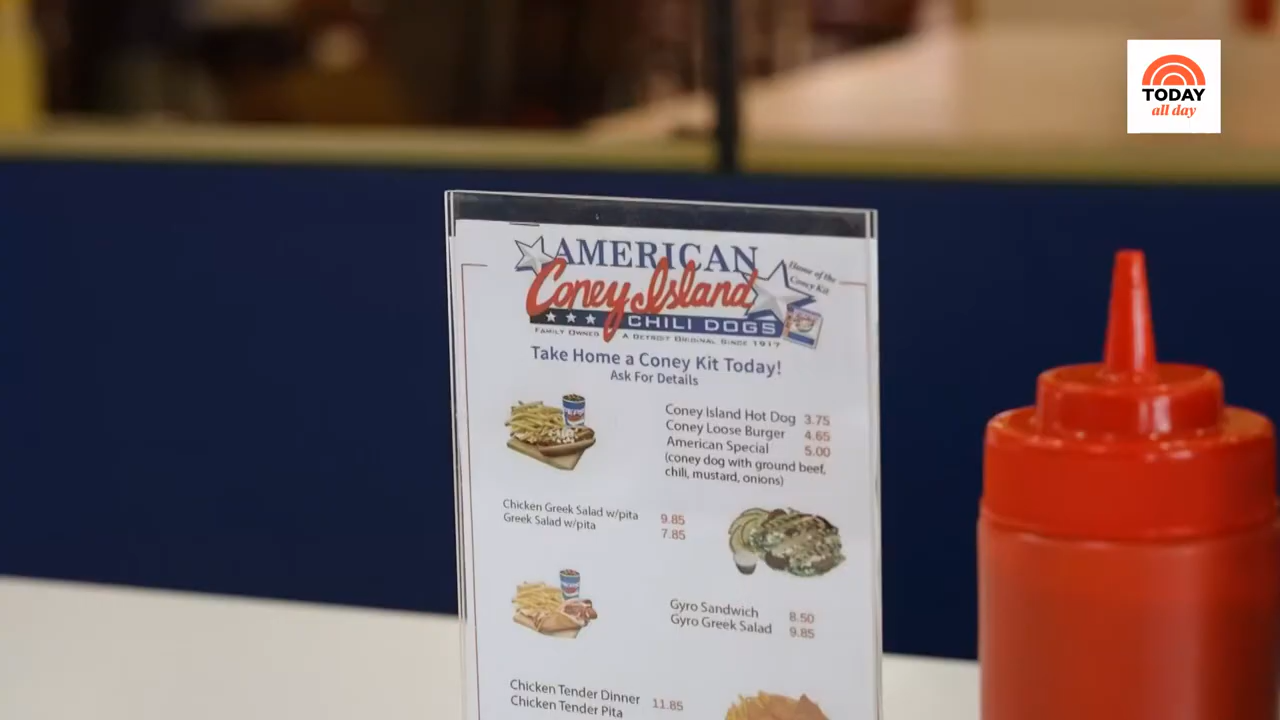 TODAY
all day
AMERICAN
Coney Island
Home of the
Coney Kit
CHILI DOGS
FAMILY OWNED A DETROIT ORIGINAL SINCE 1917
Take Home a Coney Kit Today!
Ask For Details
Coney Island Hot Dog 3.75
Coney Loose Burger 4.65
American Special 5.00
(coney dog with ground beef,
chili, mustard, onions)
Chicken Greek Salad w/pita 9.85
Greek Salad w/pita 7.85
Gyro Sandwich 8.50
Gyro Greek Salad 9.85
Chicken Tender Dinner 11.85
Chicken Tender Pita